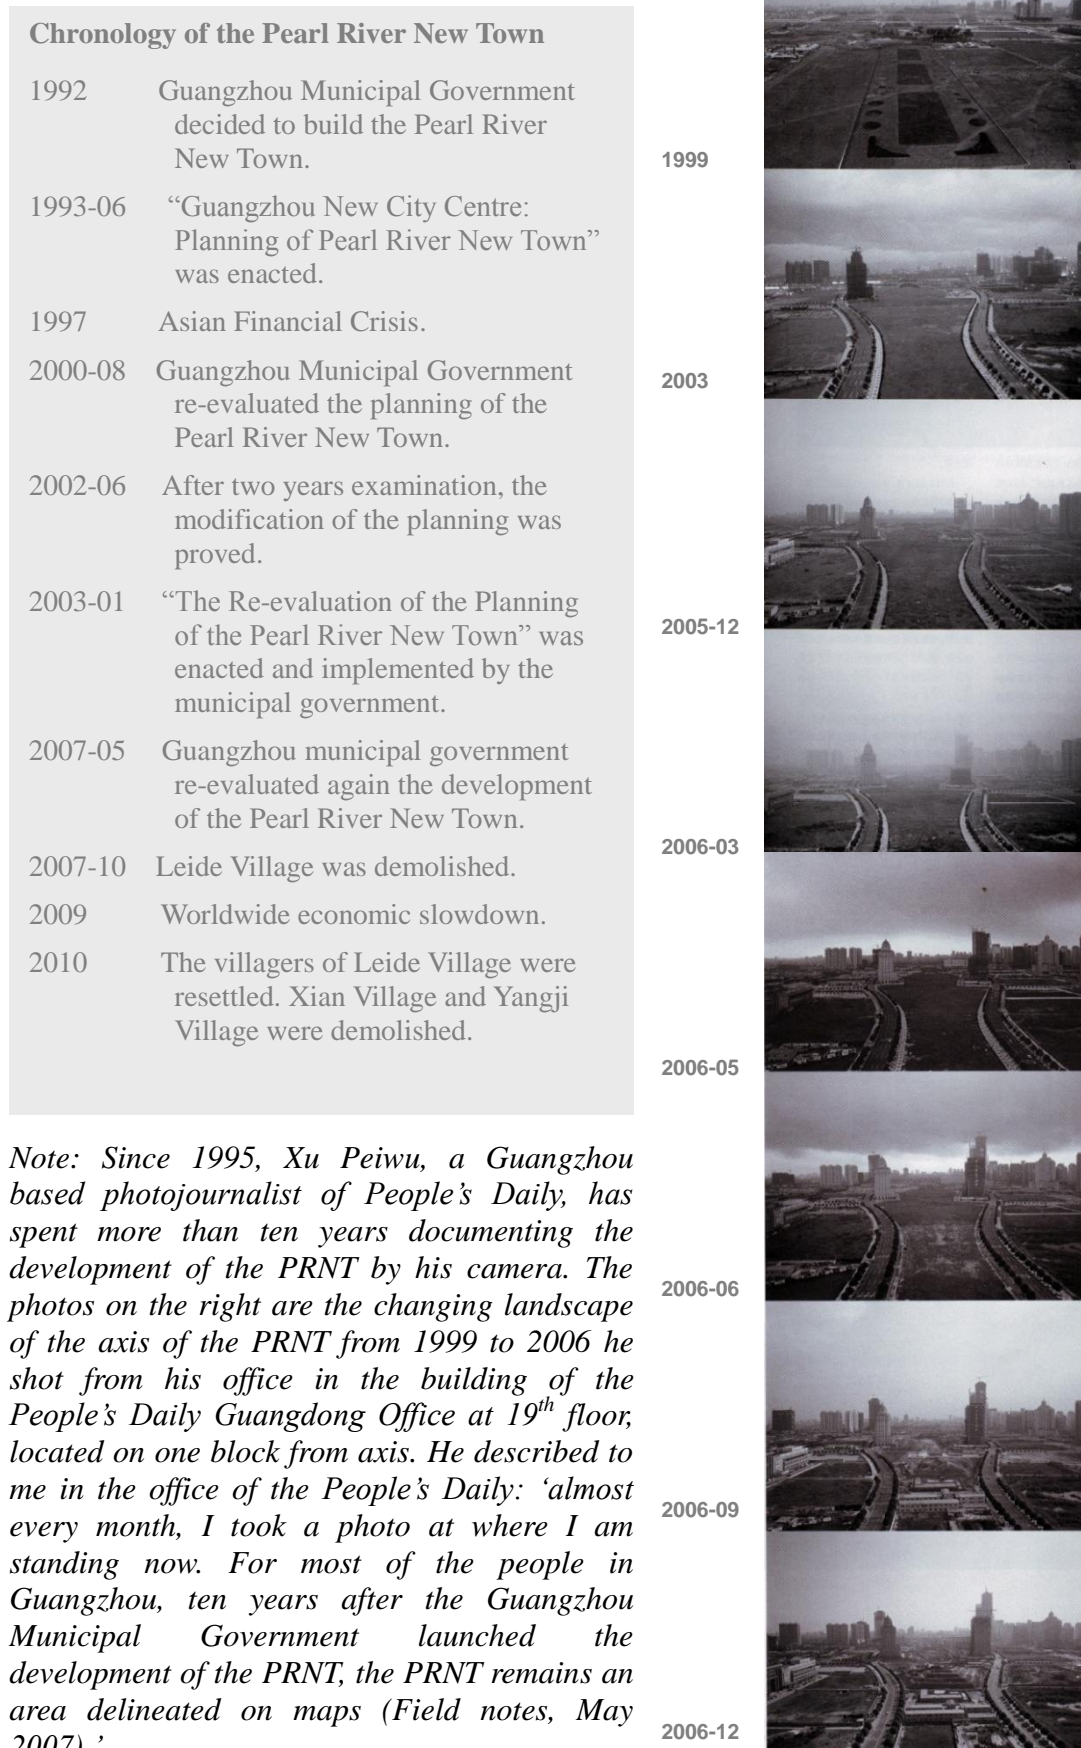 Chronology of the Pearl River New Town
1992 Guangzhou Municipal Government
decided to build the Pearl River
New Town.
1993-06 “Guangzhou New City Centre:
Planning of Pearl River New Town”
was enacted.
1997 Asian Financial Crisis.
2000-08 Guangzhou Municipal Government
re-evaluated the planning of the
Pearl River New Town.
2002-06 After two years examination, the
modification of the planning was
proved.
2003-01 “The Re-evaluation of the Planning
of the Pearl River New Town” was
enacted and implemented by the
municipal government.
2007-05 Guangzhou municipal government
re-evaluated again the development
of the Pearl River New Town.
2007-10 Leide Village was demolished.
2009 Worldwide economic slowdown.
2010 The villagers of Leide Village were
resettled. Xian Village and Yangji
Village were demolished.
Note: Since 1995, Xu Peiwu, a Guangzhou
based photojournalist of People’s Daily, has
spent more than ten years documenting the
development of the PRNT by his camera. The
photos on the right are the changing landscape
of the axis of the PRNT from 1999 to 2006 he
shot from his office in the building of the
People’s Daily Guangdong Office at 19th floor,
located on one block from axis. He described to
me in the office of the People’s Daily: ‘almost
every month, I took a photo at where I am
standing now. For most of the people in
Guangzhou, ten years after the Guangzhou
Municipal Government launched the
development of the PRNT, the PRNT remains an
area delineated on maps (Field notes, May
2007).’
1999
2003
2005-12
2006-03
2006-05
2006-06
2006-09
2006-12